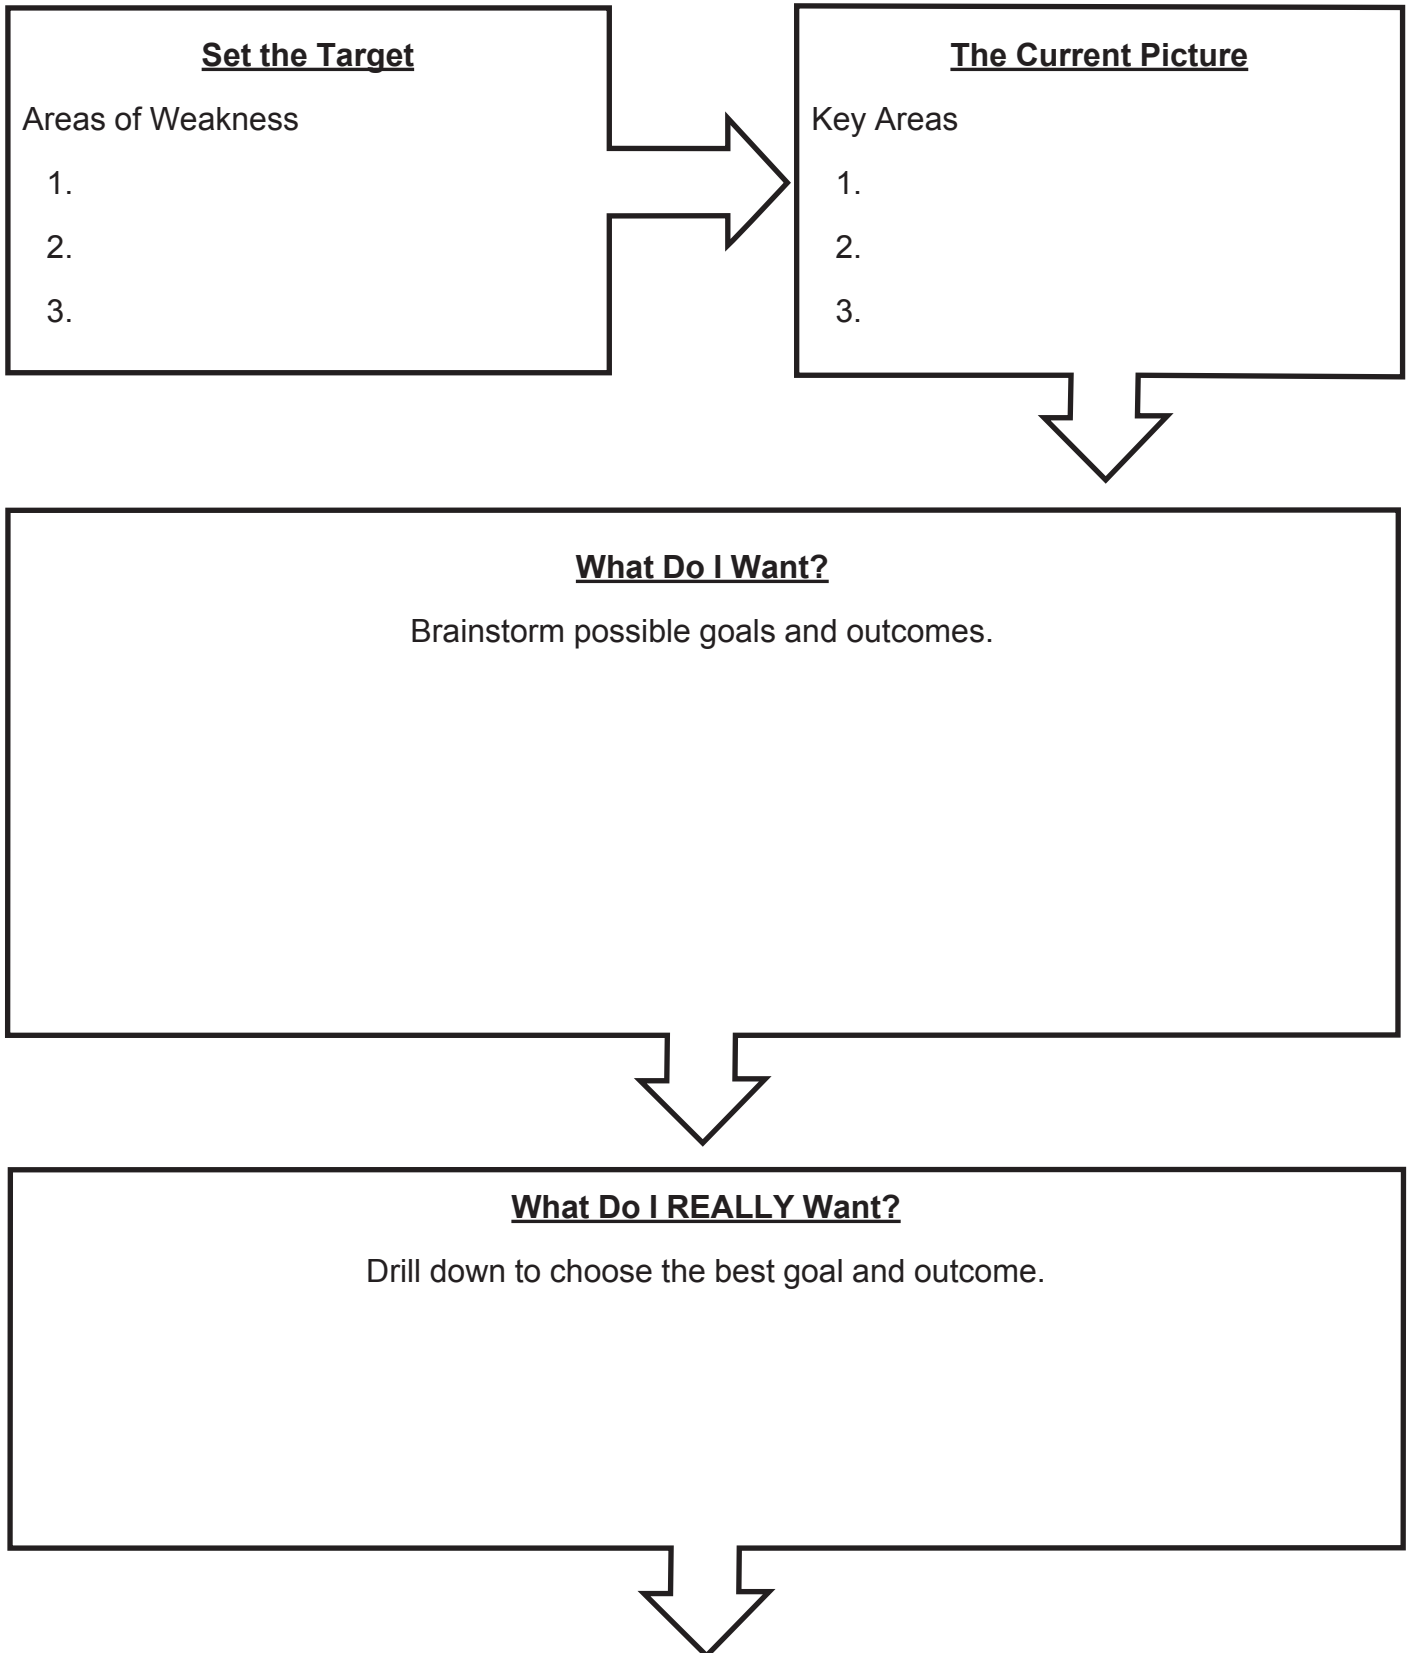 Set the Target
Areas of Weakness
1.
2.
3.
The Current Picture
Key Areas
1.
2.
3.
What Do I Want?
Brainstorm possible goals and outcomes.
What Do I REALLY Want?
Drill down to choose the best goal and outcome.